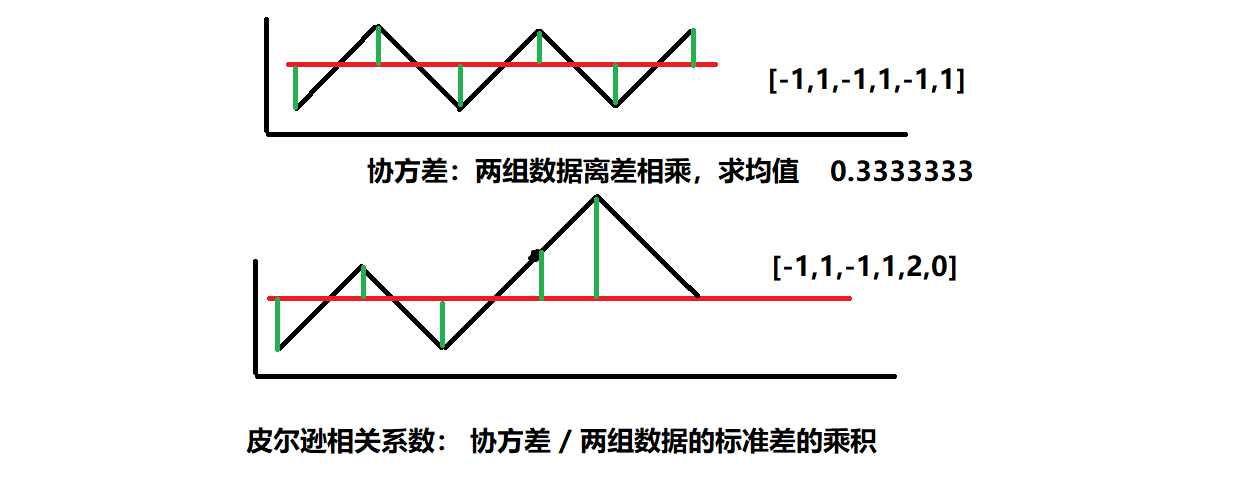 [-1,1,-1,1,-1,1]
协方差：两组数据离差相乘，求均值 0.3333333
[-1,1,-1,1,2,0]
皮尔逊相关系数： 协方差 / 两组数据的标准差的乘积